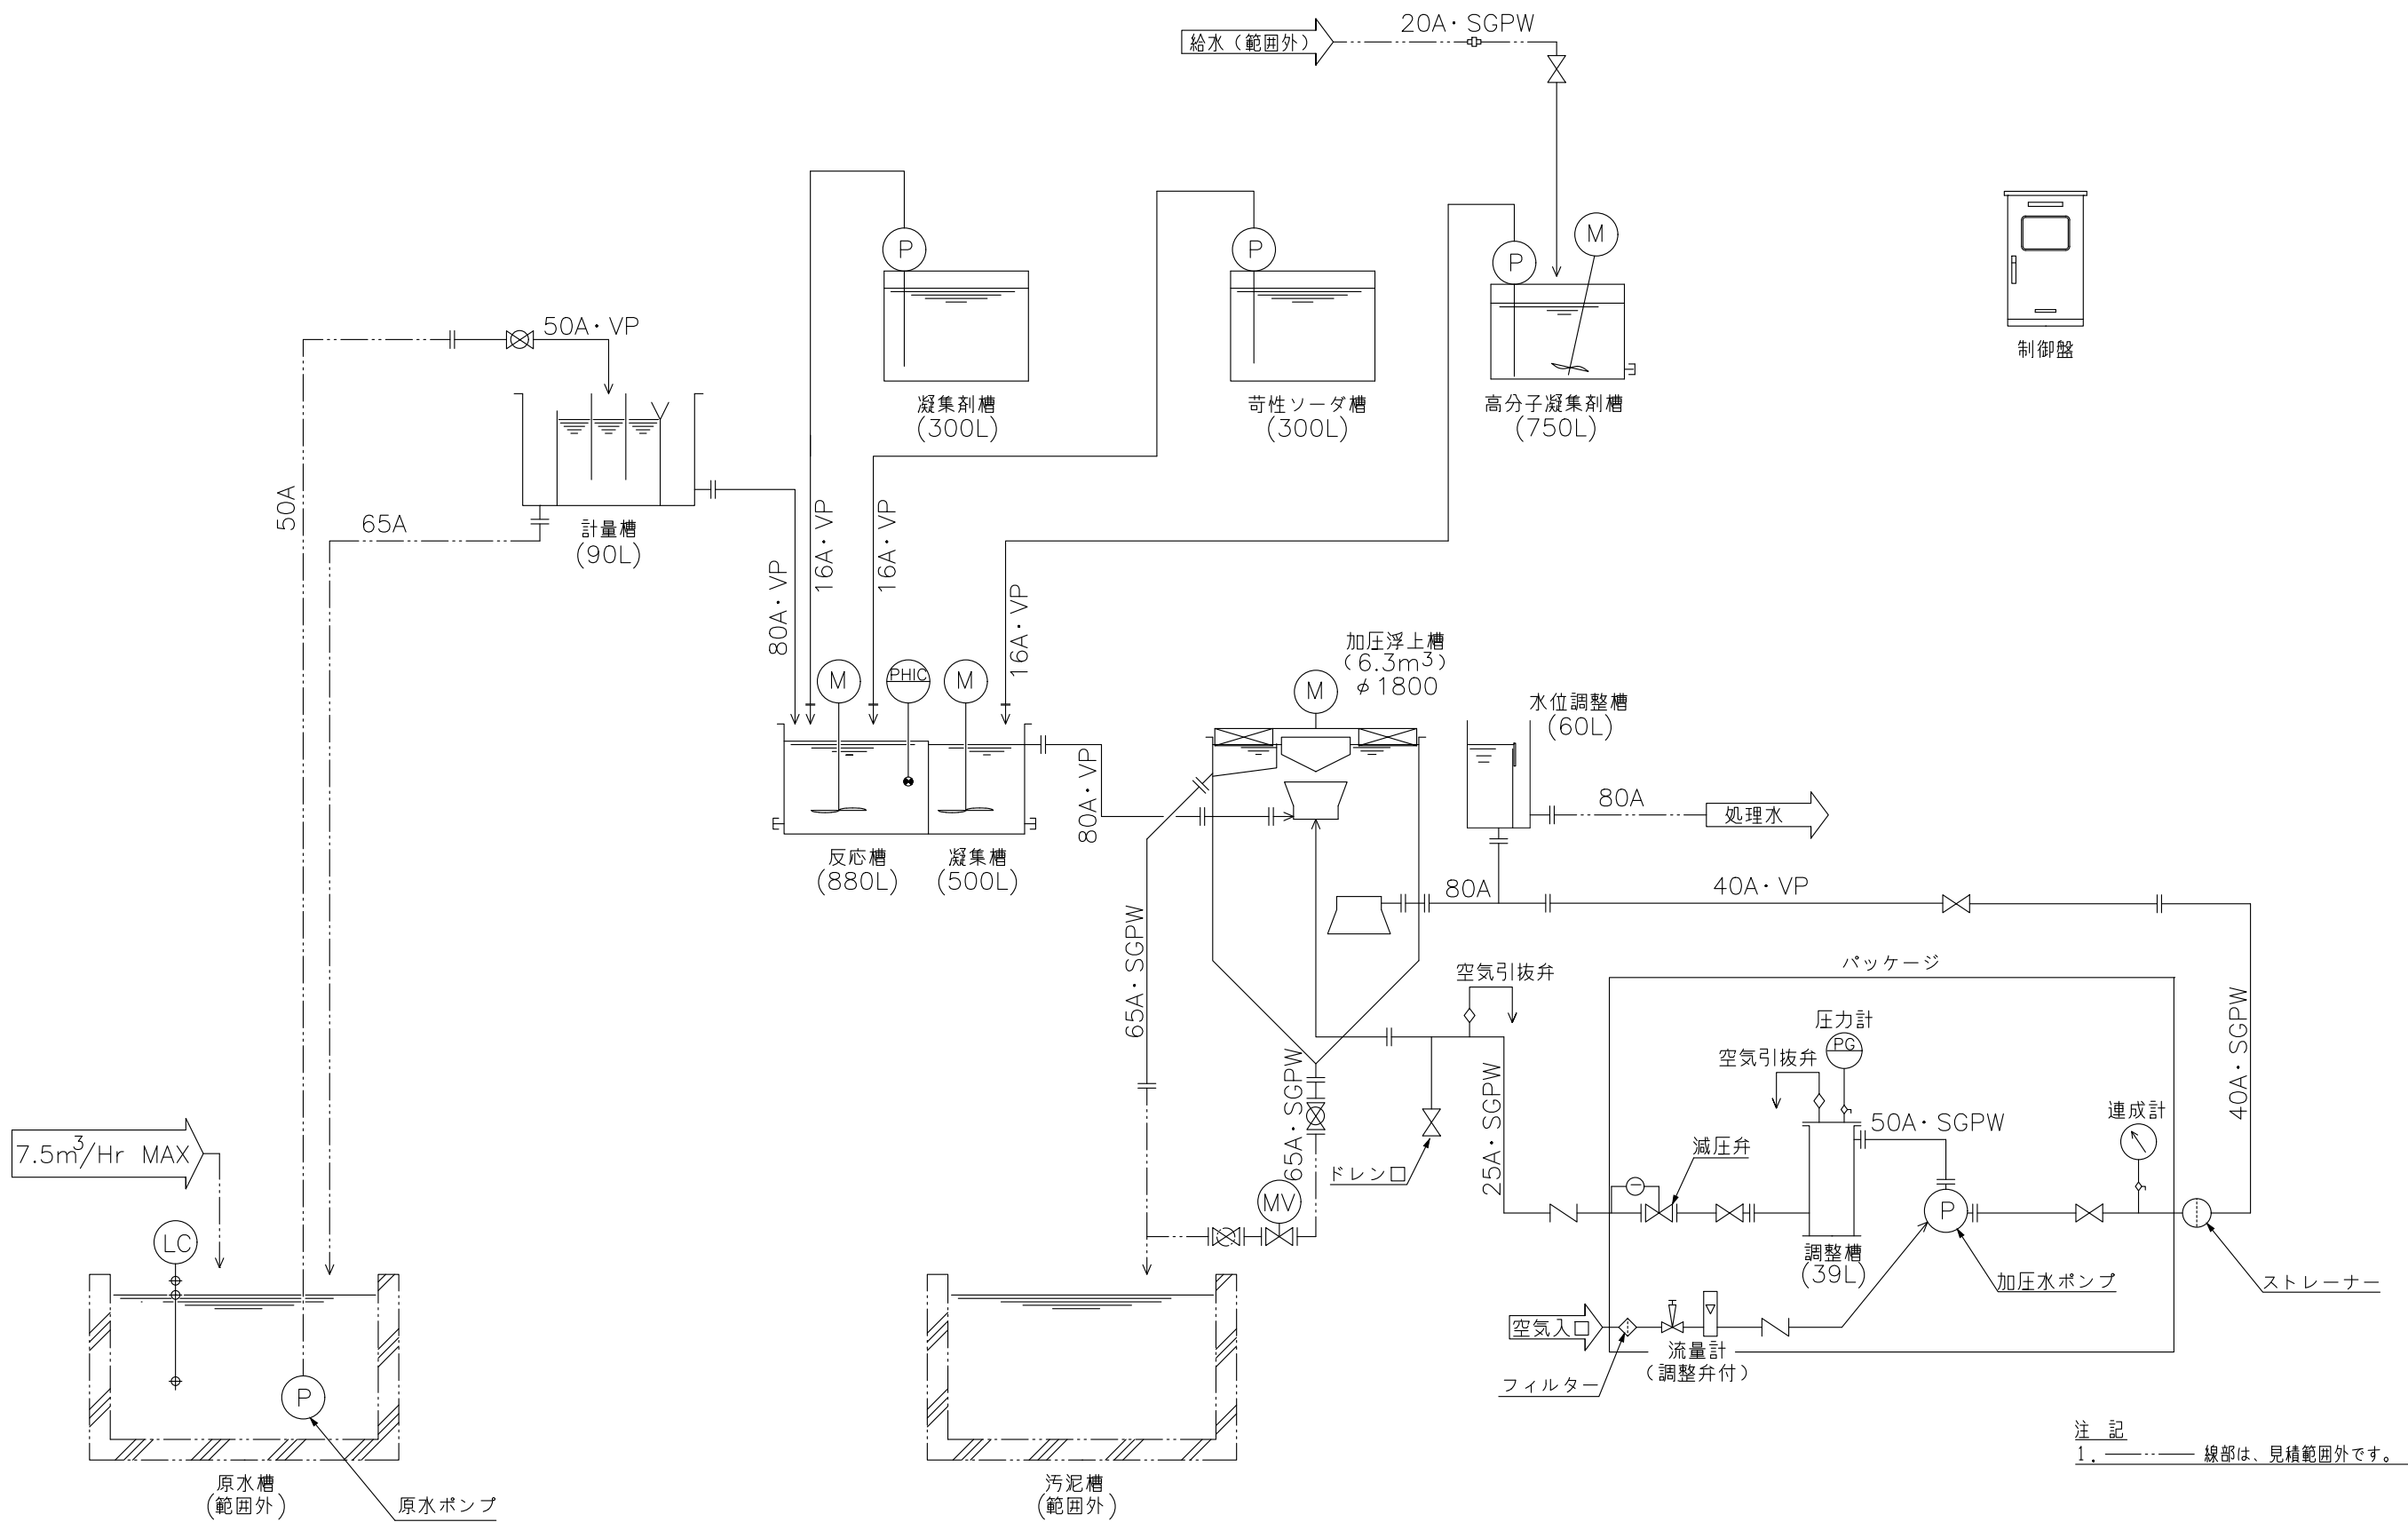 20A・SGPW
給水（範囲外）
P
P
P
M
凝集剤槽
(300L)
苛性ソーダ槽
(300L)
高分子凝集剤槽
(750L)
制御盤
50A・VP
50A
65A
計量槽
(90L)
80A・VP
16A・VP
16A・VP
16A・VP
M
PHIC
M
反応槽
(880L)
凝集槽
(500L)
80A・VP
加圧浮上槽
(6.3m³)
φ1800
M
水位調整槽
(60L)
80A
処理水
80A
40A・VP
65A・SGPW
65A・SGPW
MV
空気引抜弁
ドレン口
25A・SGPW
パッケージ
圧力計
PG
空気引抜弁
減圧弁
50A・SGPW
連成計
40A・SGPW
調整槽
(39L)
P
加圧水ポンプ
ストレーナー
空気入口
流量計
(調整弁付)
フィルター
7.5m³/Hr MAX
LC
P
原水槽
(範囲外)
原水ポンプ
汚泥槽
(範囲外)
注 記
1. 線部は、見積範囲外です。